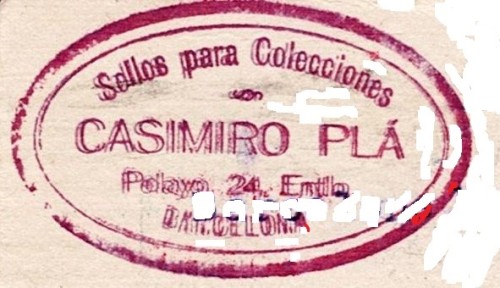 Sellos para Colecciones
CASIMIRO PLÁ
Pelayo, 24, Entlo
BARCELONA